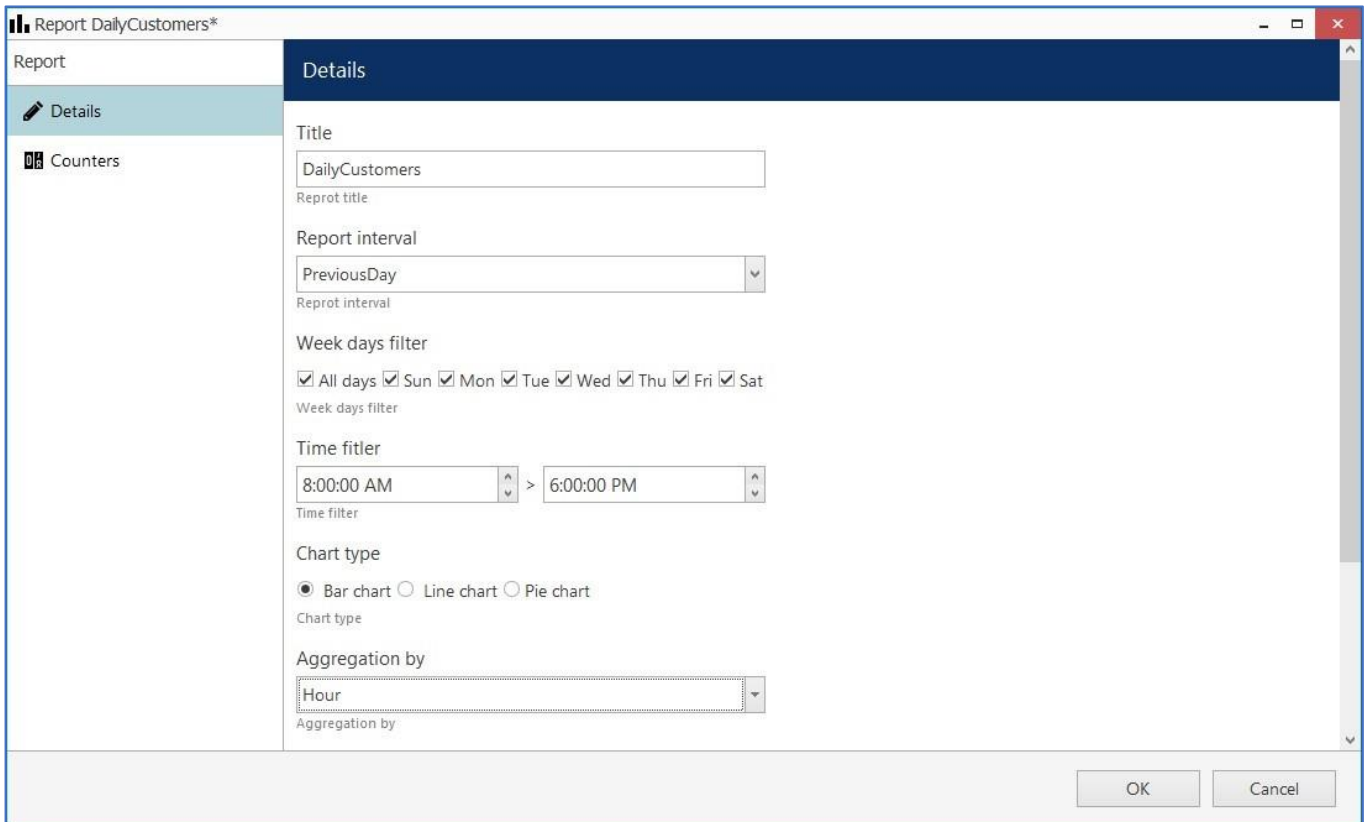 Report DailyCustomers*
Report
Details
Counters
Details
Title
DailyCustomers
Reprot title
Report interval
PreviousDay
Reprot interval
Week days filter
All days Sun Mon Tue Wed Thu Fri Sat
Week days filter
Time fitler
8:00:00 AM > 6:00:00 PM
Time filter
Chart type
Bar chart Line chart Pie chart
Chart type
Aggregation by
Hour
Aggregation by
OK Cancel